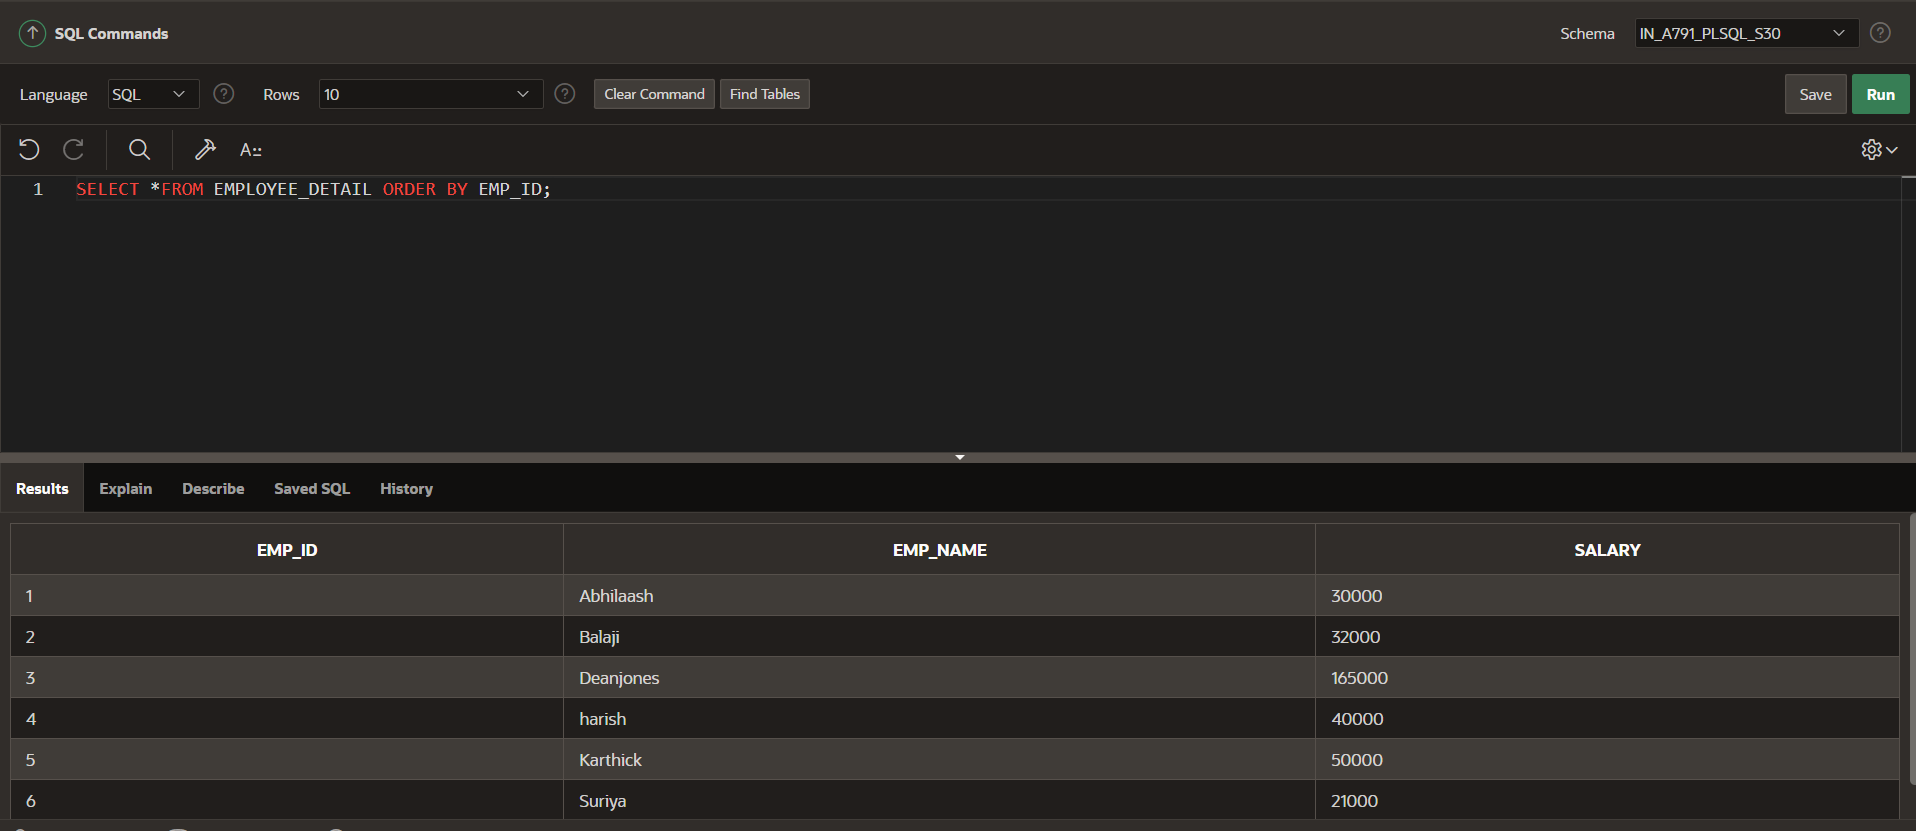 SQL Commands
Schema IN_A791_PLSQL_S30
Language SQL Rows 10 Clear Command Find Tables Save Run
A::
1 SELECT *FROM EMPLOYEE_DETAIL ORDER BY EMP_ID;
Results Explain Describe Saved SQL History
EMP_ID EMP_NAME SALARY
1 Abhilaash 30000
2 Balaji 32000
3 Deanjones 165000
4 harish 40000
5 Karthick 50000
6 Suriya 21000